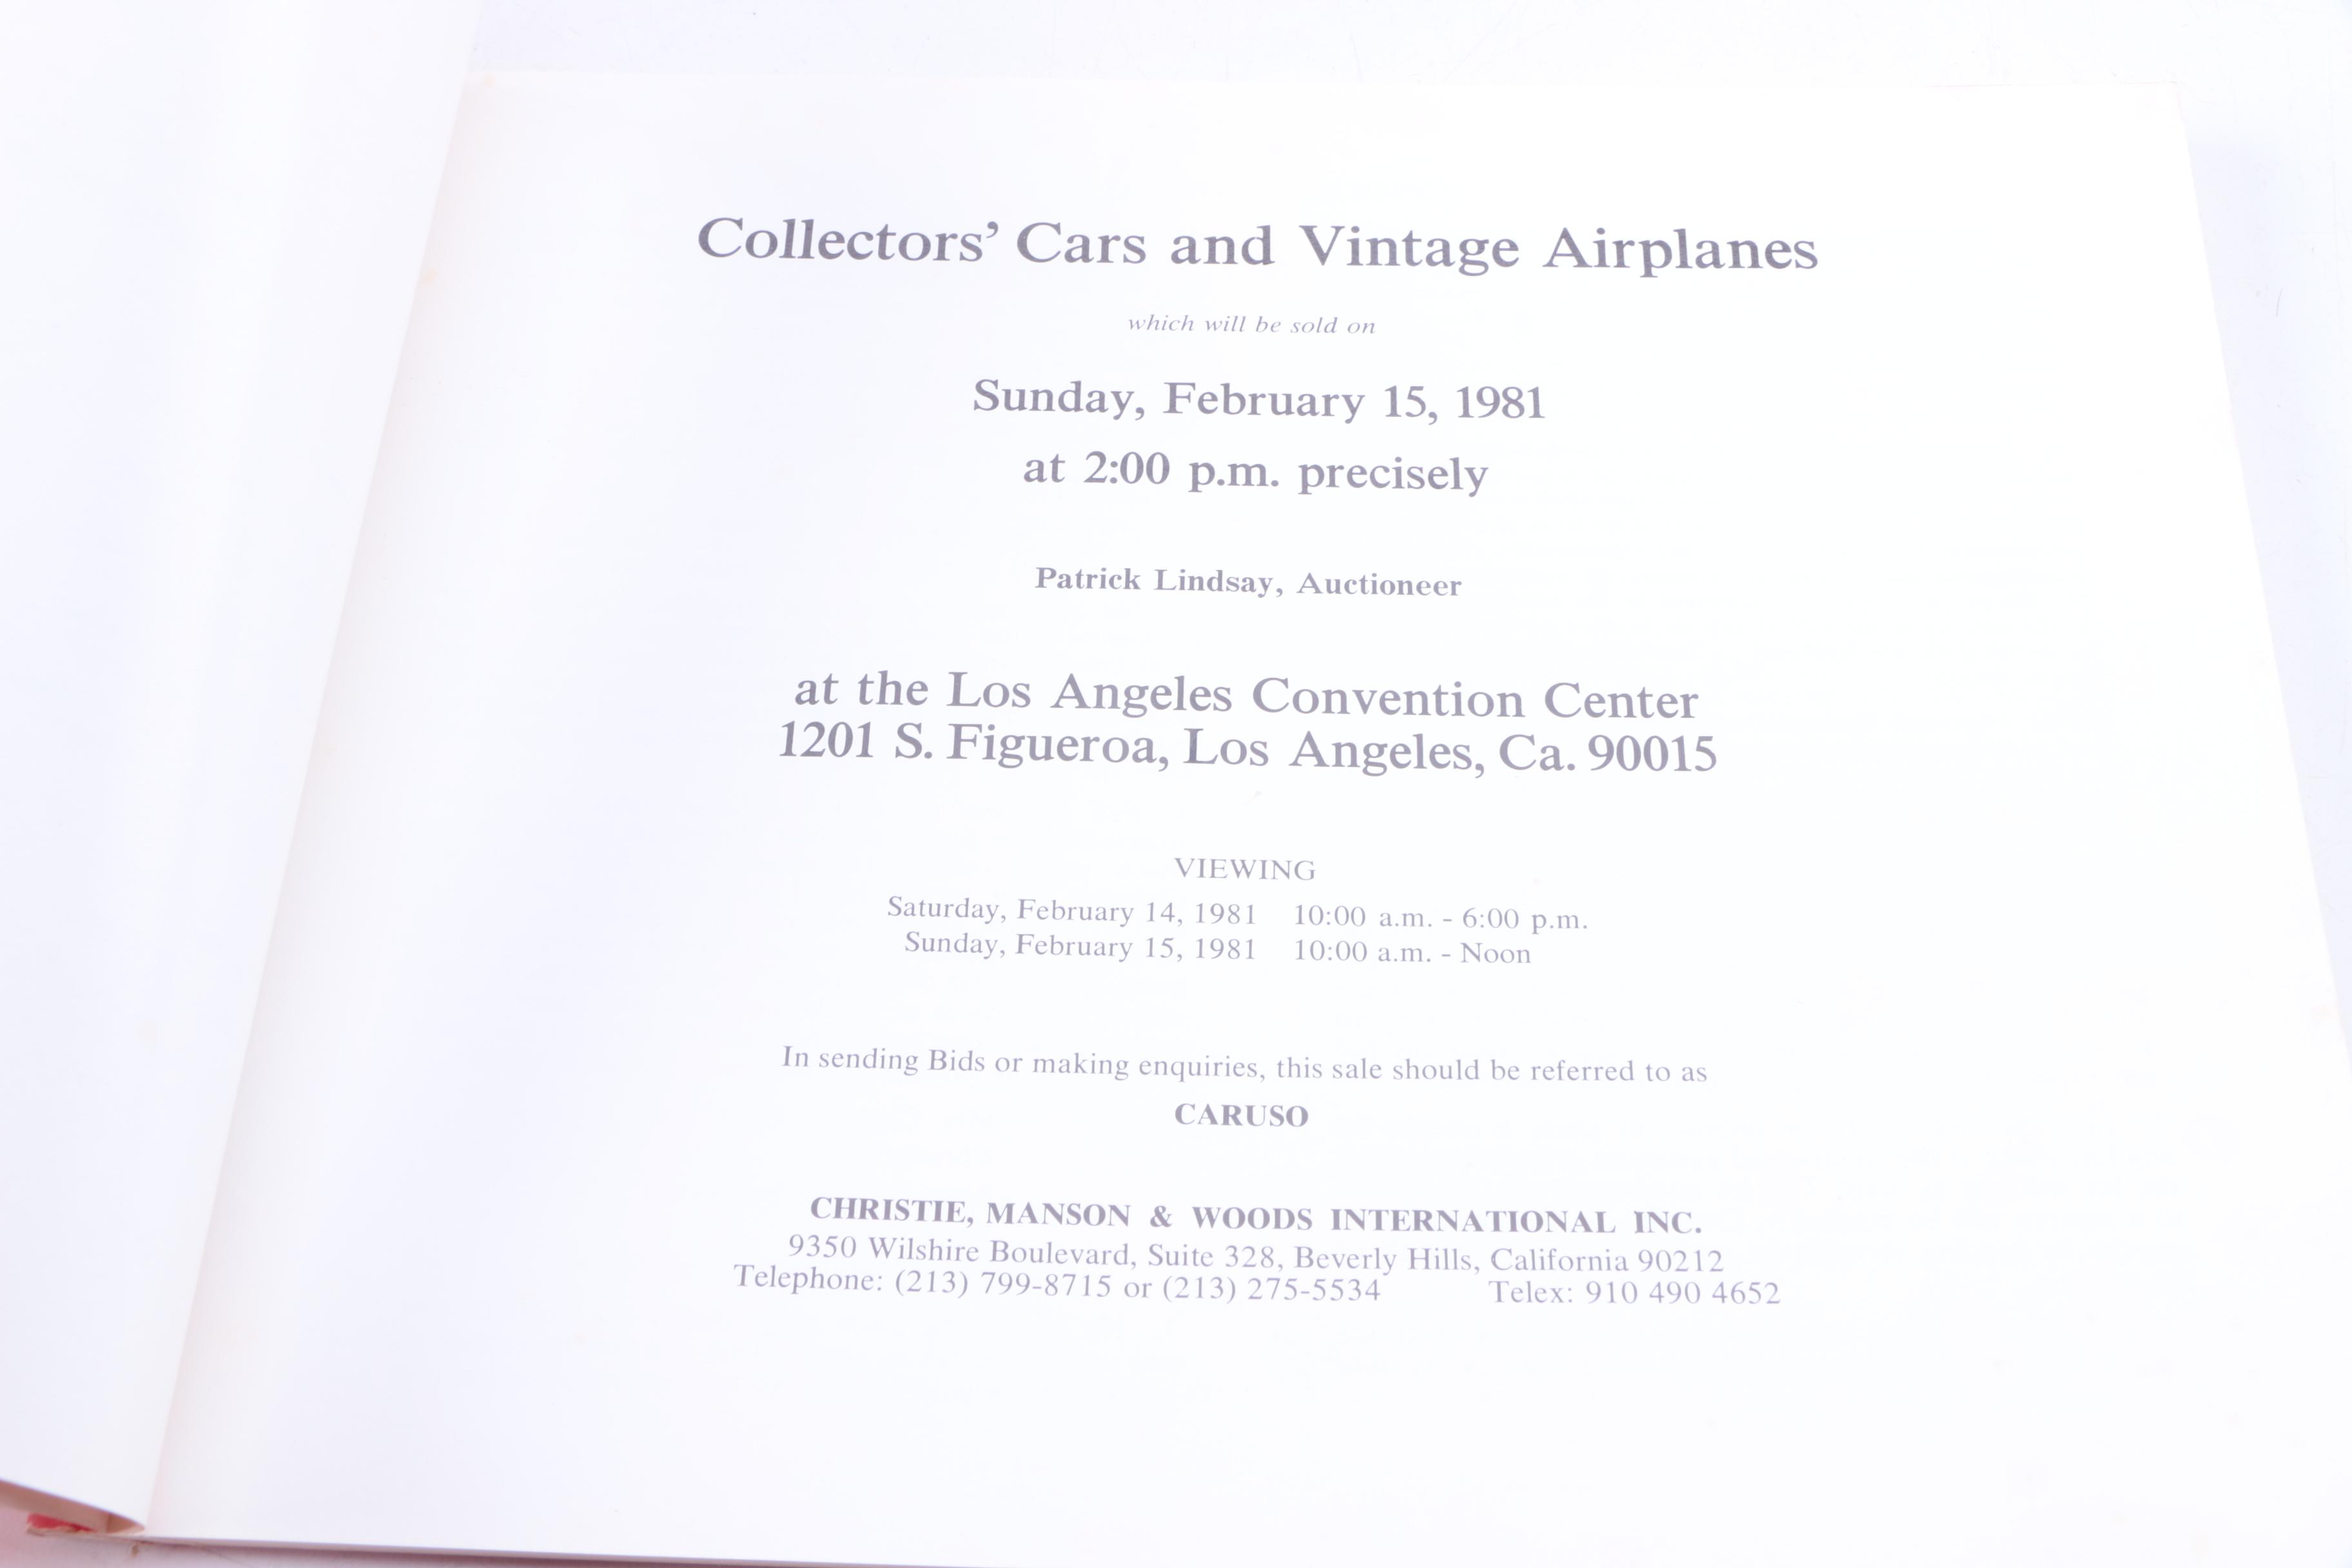 Collectors' Cars and Vintage Airplanes
which will be sold on
Sunday, February 15, 1981
at 2:00 p.m. precisely
Patrick Lindsay, Auctioneer
at the Los Angeles Convention Center
1201 S. Figueroa, Los Angeles, Ca. 90015
VIEWING
Saturday, February 14, 1981 10:00 a.m. - 6:00 p.m.
Sunday, February 15, 1981 10:00 a.m. - Noon
In sending Bids or making enquiries, this sale should be referred to as
CARUSO
CHRISTIE, MANSON & WOODS INTERNATIONAL INC.
9350 Wilshire Boulevard, Suite 328, Beverly Hills, California 90212
Telephone: (213) 799-8715 or (213) 275-5534 Telex: 910 490 4652